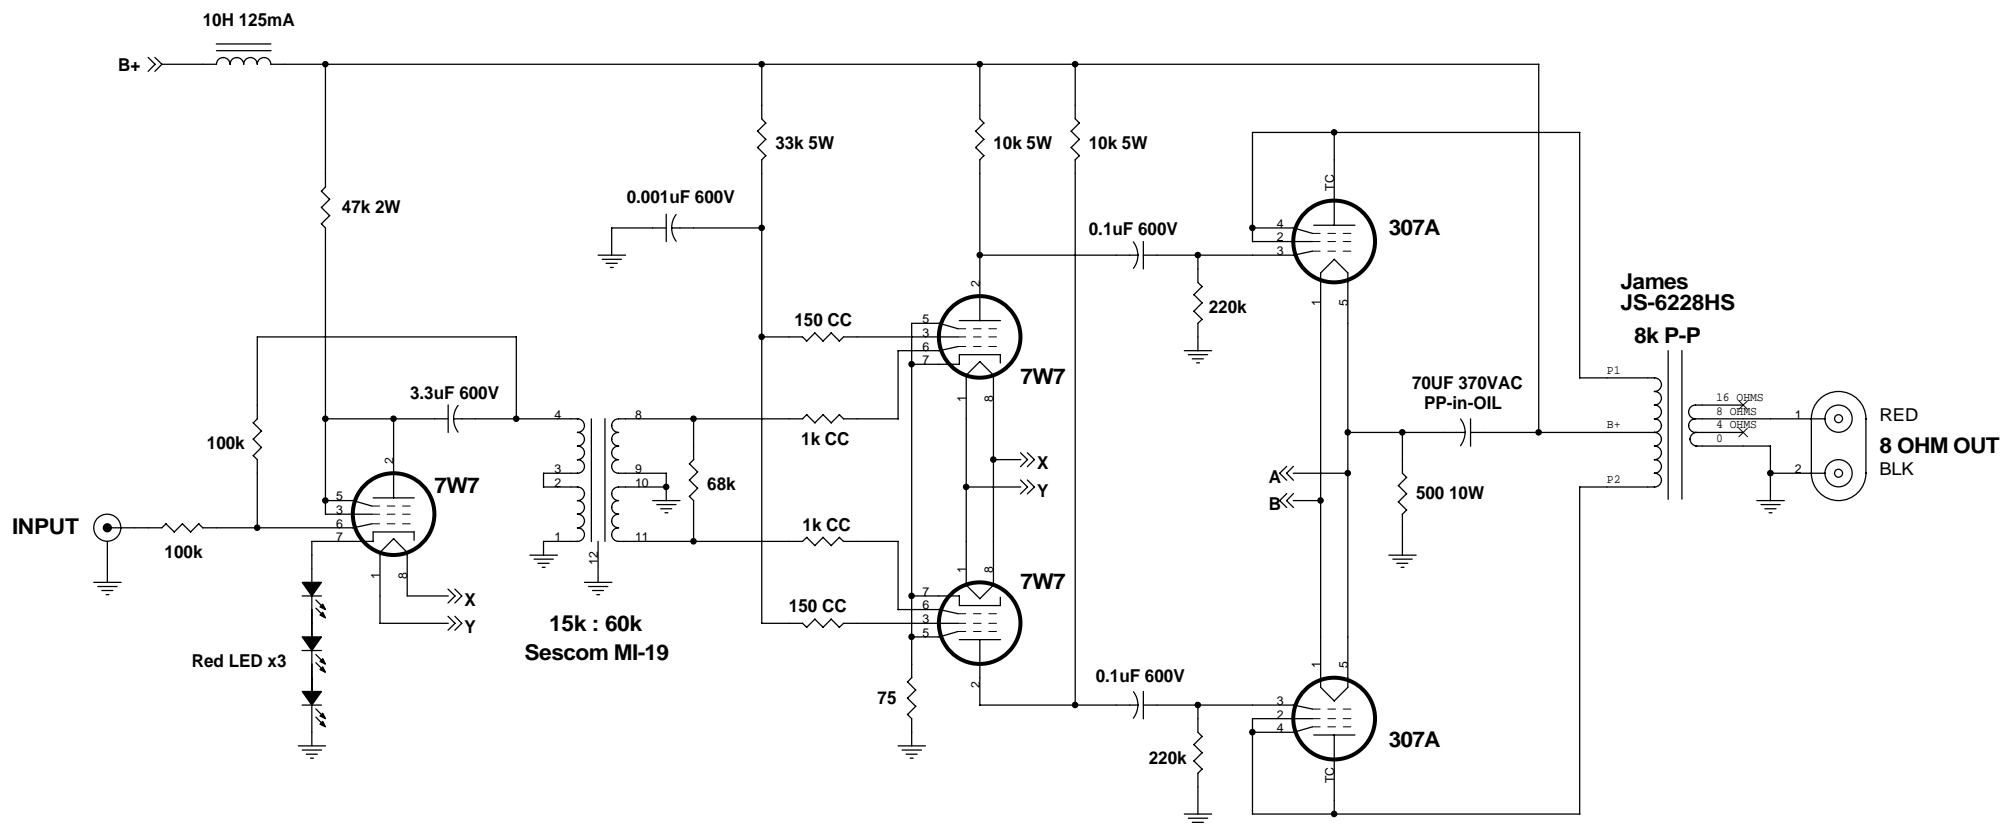 10H 125mA
B+
33k 5W
10k 5W
10k 5W
47k 2W
0.001uF 600V
TC
4
2
3
307A
0.1uF 600V
1
5
220k
James
JS-6228HS
8k P-P
2
150 CC
5
3
6
7
7W7
1
8
3.3uF 600V
100k
4
8
1k CC
P1
70UF 370VAC
PP-in-OIL
16 OHMS
8 OHMS
4 OHMS
0
B+
1
RED
8 OHM OUT
2
BLK
2
7W7
3
2
9
10
68k
X
Y
A
B
500 10W
P2
INPUT
100k
5
3
6
7
1
8
X
Y
1
12
11
1k CC
15k : 60k
Sescom MI-19
1
8
7W7
7
6
3
5
150 CC
2
Red LED x3
75
0.1uF 600V
1
5
3
2
4
307A
TC
220k